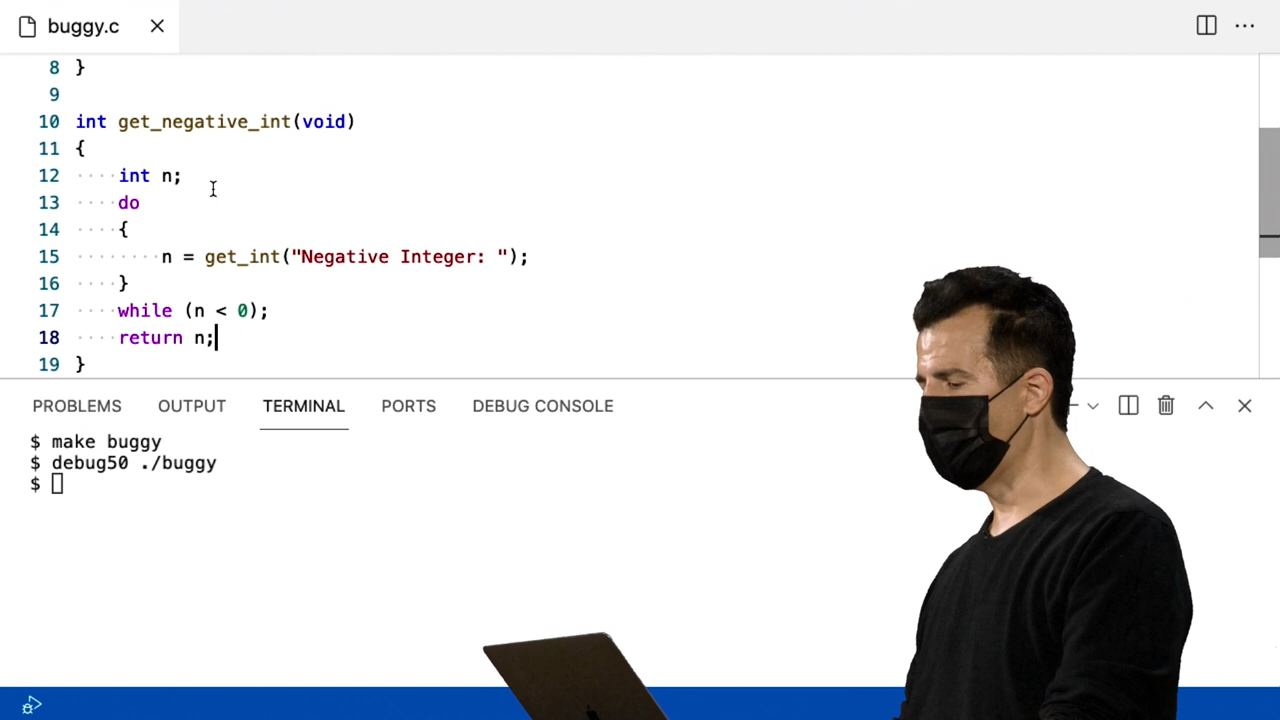 buggy.c
8 }
9
10 int get_negative_int(void)
11 {
12 ····int n;
13 ····do
14 ····{
15 ········n = get_int("Negative Integer: ");
16 ····}
17 ····while (n < 0);
18 ····return n;
19 }
PROBLEMS OUTPUT TERMINAL PORTS DEBUG CONSOLE
$ make buggy
$ debug50 ./buggy
$